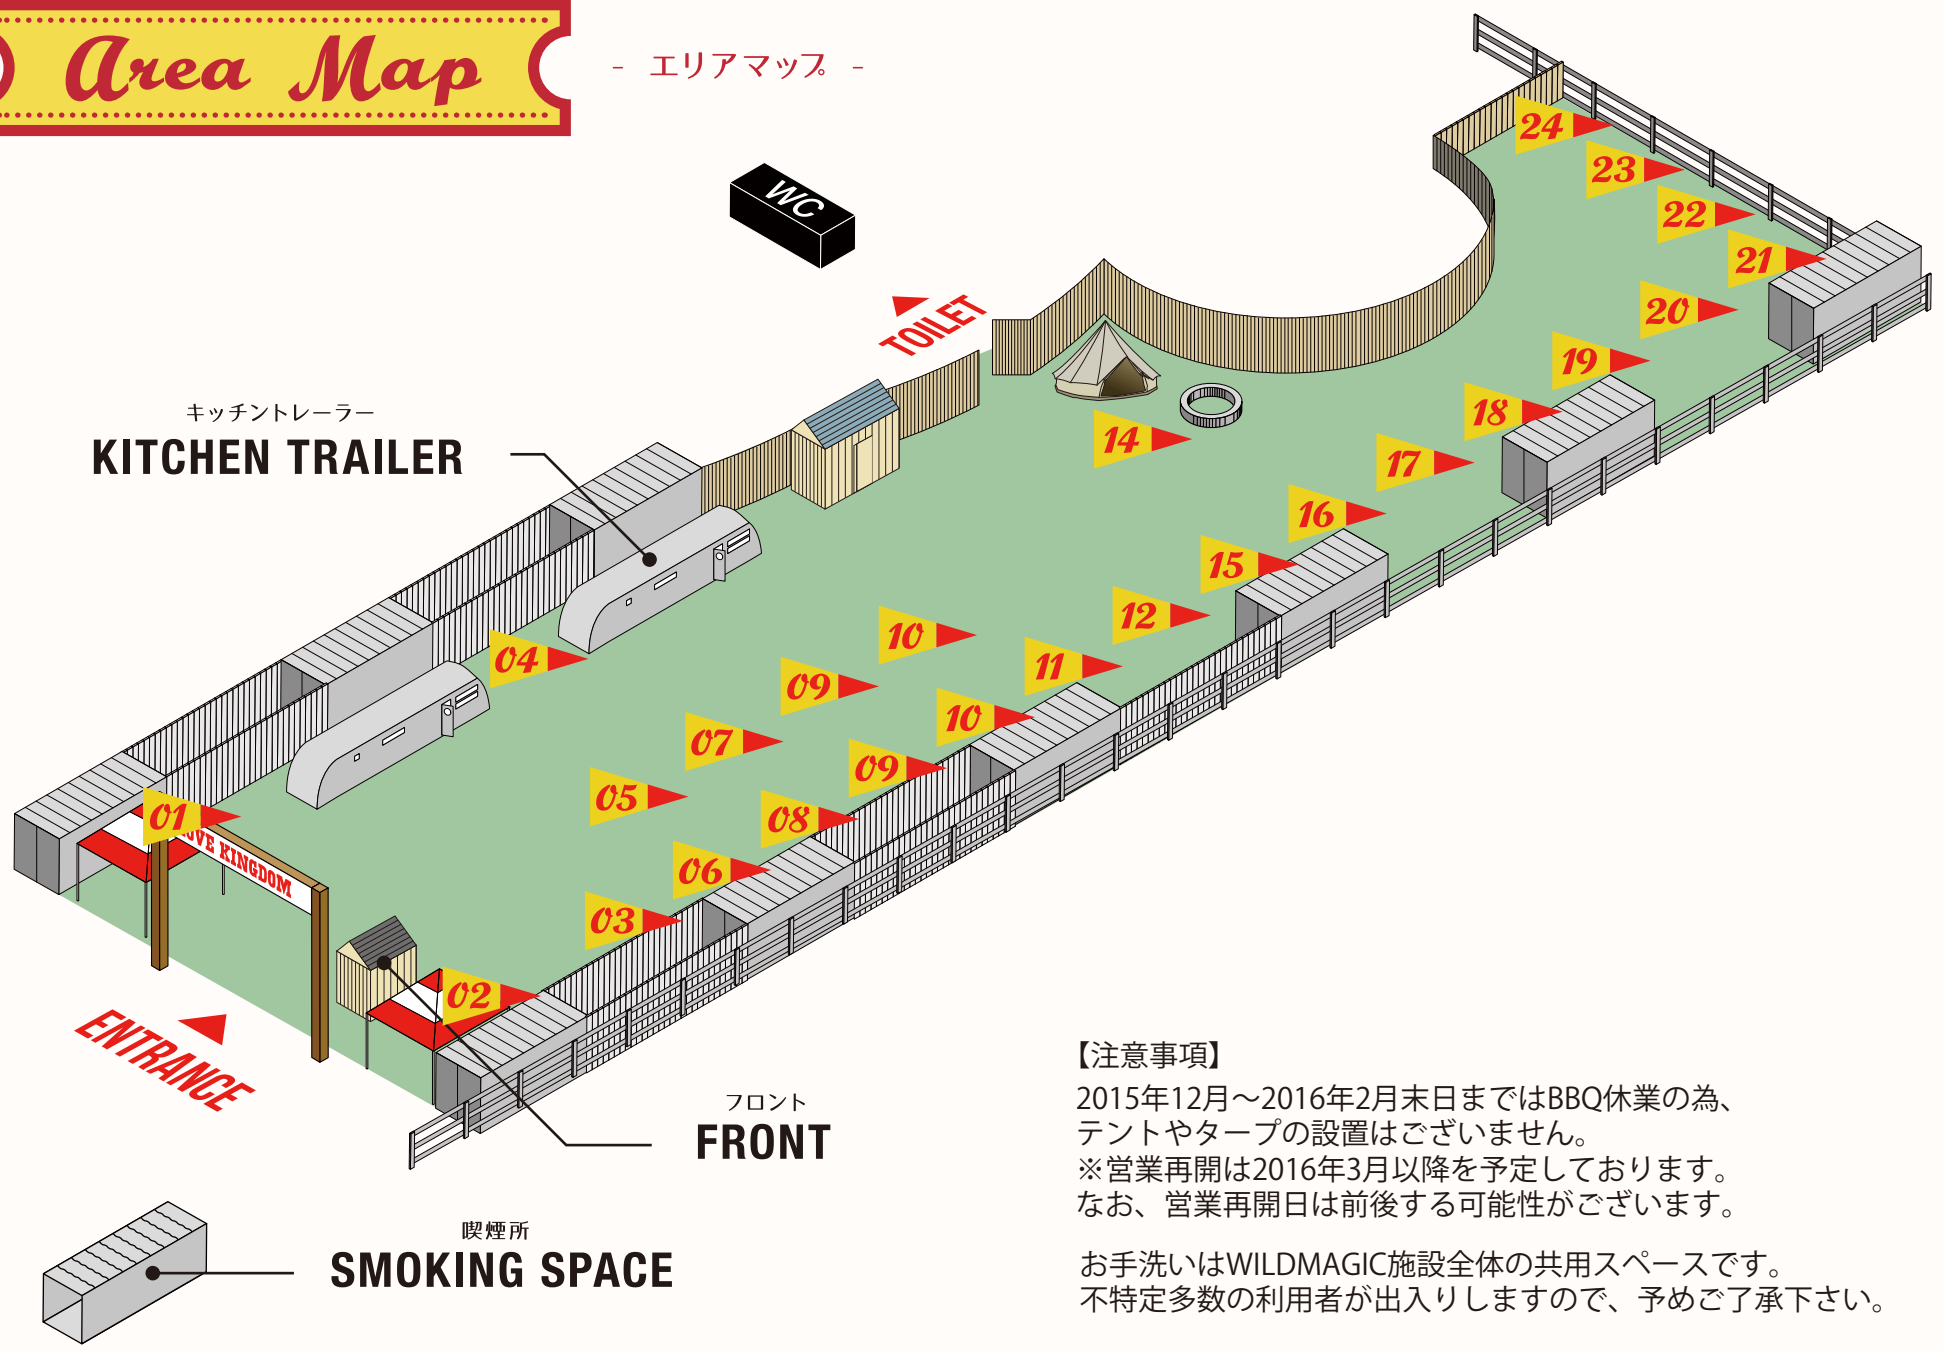 Area Map
- エリアマップ -
WC
TOILET
キッチントレーラー
KITCHEN TRAILER
24
23
22
21
20
19
18
17
14
16
15
12
10
11
04
09
10
07
09
05
08
01
06
03
02
OVE KINGDOM
ENTRANCE
フロント
FRONT
喫煙所
SMOKING SPACE
【注意事項】
2015年12月～2016年2月末日まではBBQ休業の為、
テントやタープの設置はございません。
※営業再開は2016年3月以降を予定しております。
なお、営業再開日は前後する可能性がございます。
お手洗いはWILDMAGIC施設全体の共用スペースです。
不特定多数の利用者が出入りしますので、予めご了承下さい。